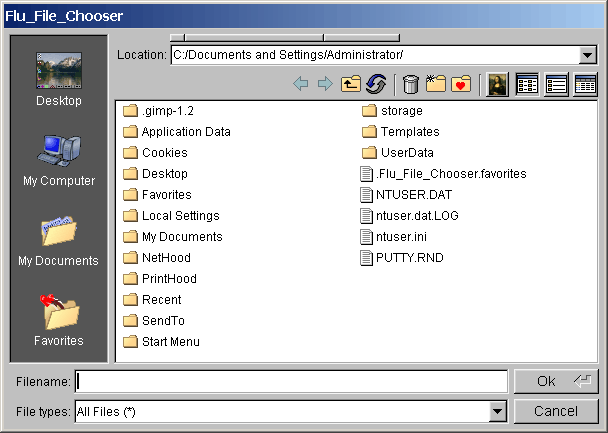 Flu_File_Chooser
Location: C:/Documents and Settings/Administrator/
Desktop
My Computer
My Documents
Favorites
.gimp-1.2
Application Data
Cookies
Desktop
Favorites
Local Settings
My Documents
NetHood
PrintHood
Recent
SendTo
Start Menu
storage
Templates
UserData
.Flu_File_Chooser.favorites
NTUSER.DAT
ntuser.dat.LOG
ntuser.ini
PUTTY.RND
Filename:
Ok
File types: All Files (*)
Cancel